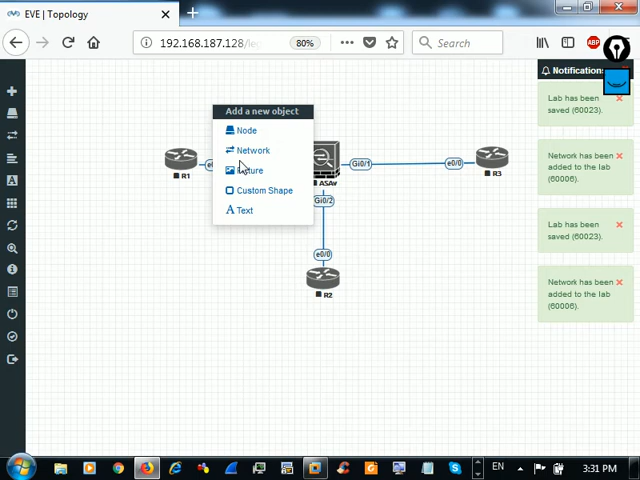 EVE | Topology
192.168.187.128/
80%
Search
ABP
Add a new object
Node
Network
Custom Shape
Text
R1
ASAv
Gi0/1
e0/0
R3
Gi0/2
e0/0
R2
Notifications
Lab has been
saved (60023).
Network has been
added to the lab
(60006).
Lab has been
saved (60023).
Network has been
added to the lab
(60006).
EN
3:31 PM